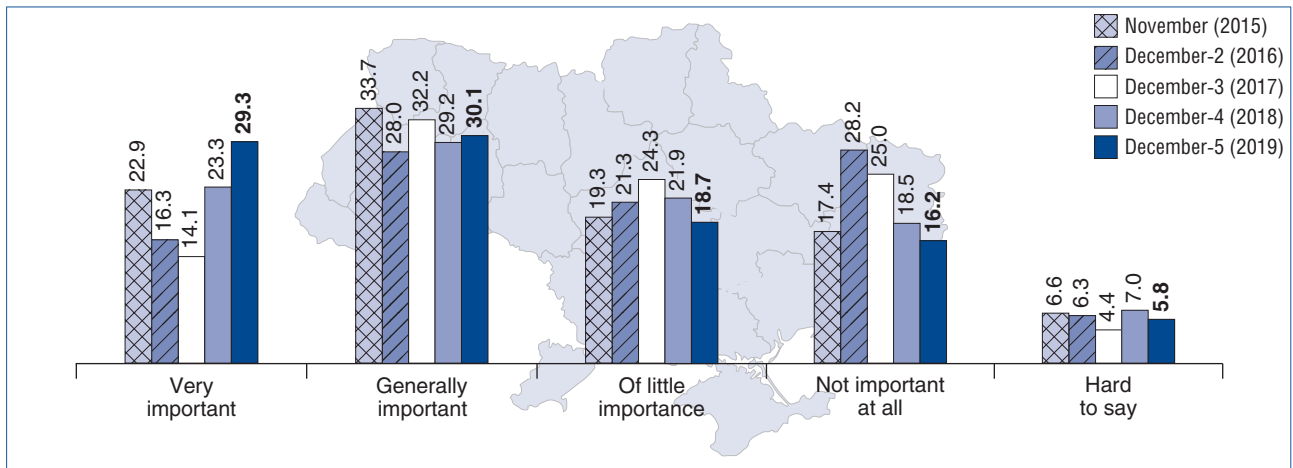 November (2015)
December-2 (2016)
December-3 (2017)
December-4 (2018)
December-5 (2019)
22.9
16.3
14.1
23.3
29.3
33.7
28.0
32.2
29.2
30.1
19.3
21.3
24.3
21.9
18.7
17.4
28.2
25.0
18.5
16.2
6.6
6.3
4.4
7.0
5.8
Very
important
Generally
important
Of little
importance
Not important
at all
Hard
to say